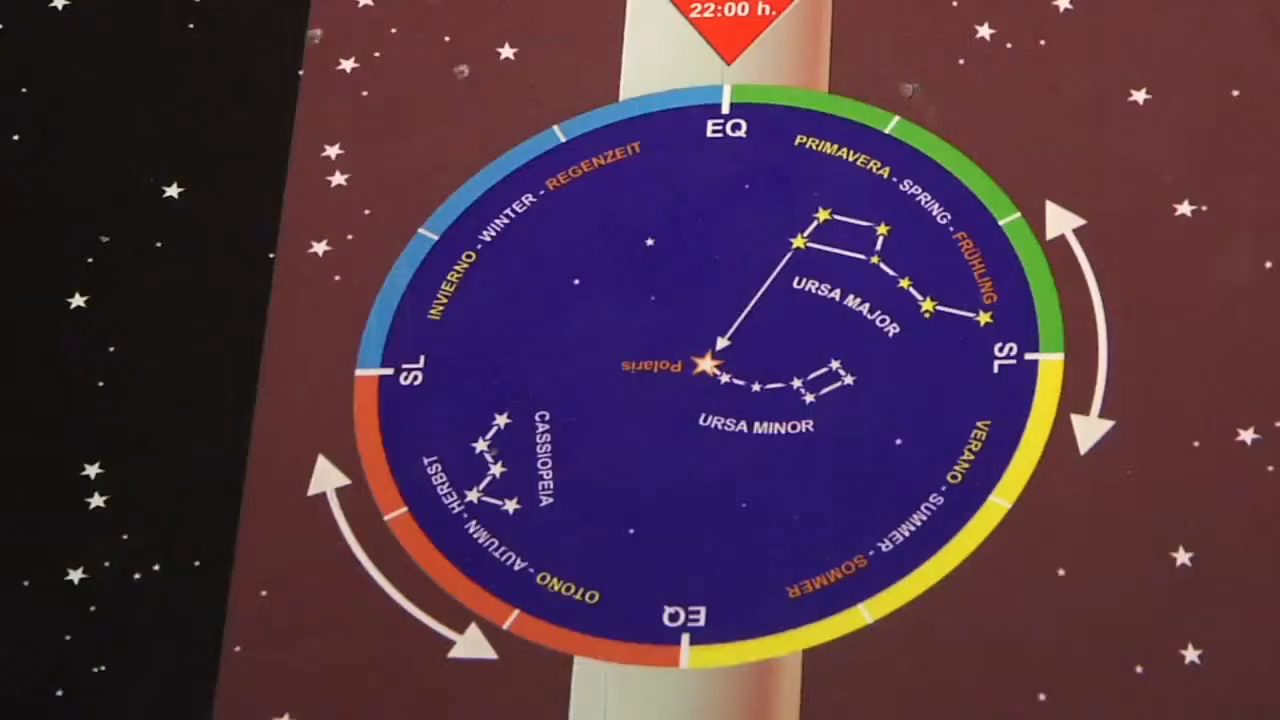 22:00 h.
EQ
PRIMAVERA - SPRING - FRÜHLING
INVIERNO - WINTER - REGENZEIT
URSA MAJOR
SL
SL
Polaris
URSA MINOR
CASSIOPEIA
VERANO - SUMMER - SOMMER
OTOÑO - AUTUMN - HERBST
EQ